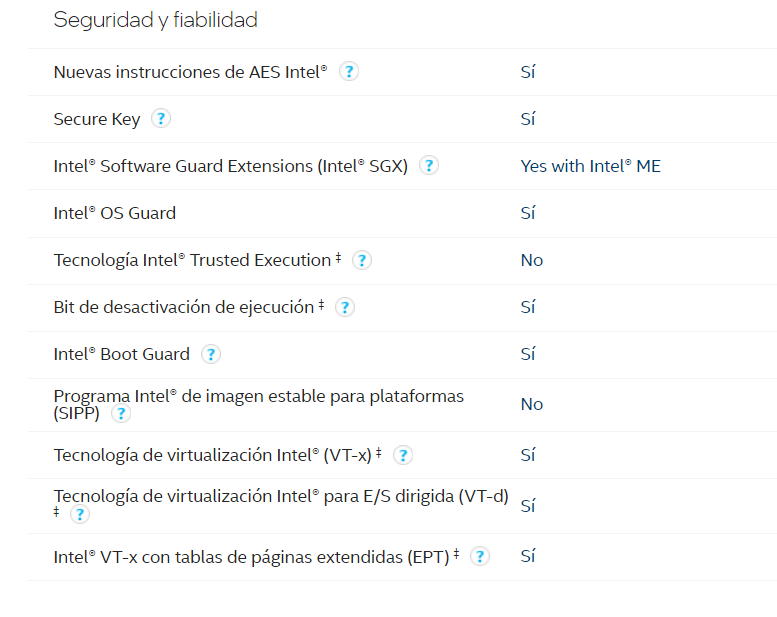 Seguridad y fiabilidad
Nuevas instrucciones de AES Intel® ? Sí
Secure Key ? Sí
Intel® Software Guard Extensions (Intel® SGX) ? Yes with Intel® ME
Intel® OS Guard Sí
Tecnología Intel® Trusted Execution ‡ ? No
Bit de desactivación de ejecución ‡ ? Sí
Intel® Boot Guard ? Sí
Programa Intel® de imagen estable para plataformas
(SIPP) ? No
Tecnología de virtualización Intel® (VT-x) ‡ ? Sí
Tecnología de virtualización Intel® para E/S dirigida (VT-d)
‡ ? Sí
Intel® VT-x con tablas de páginas extendidas (EPT) ‡ ? Sí